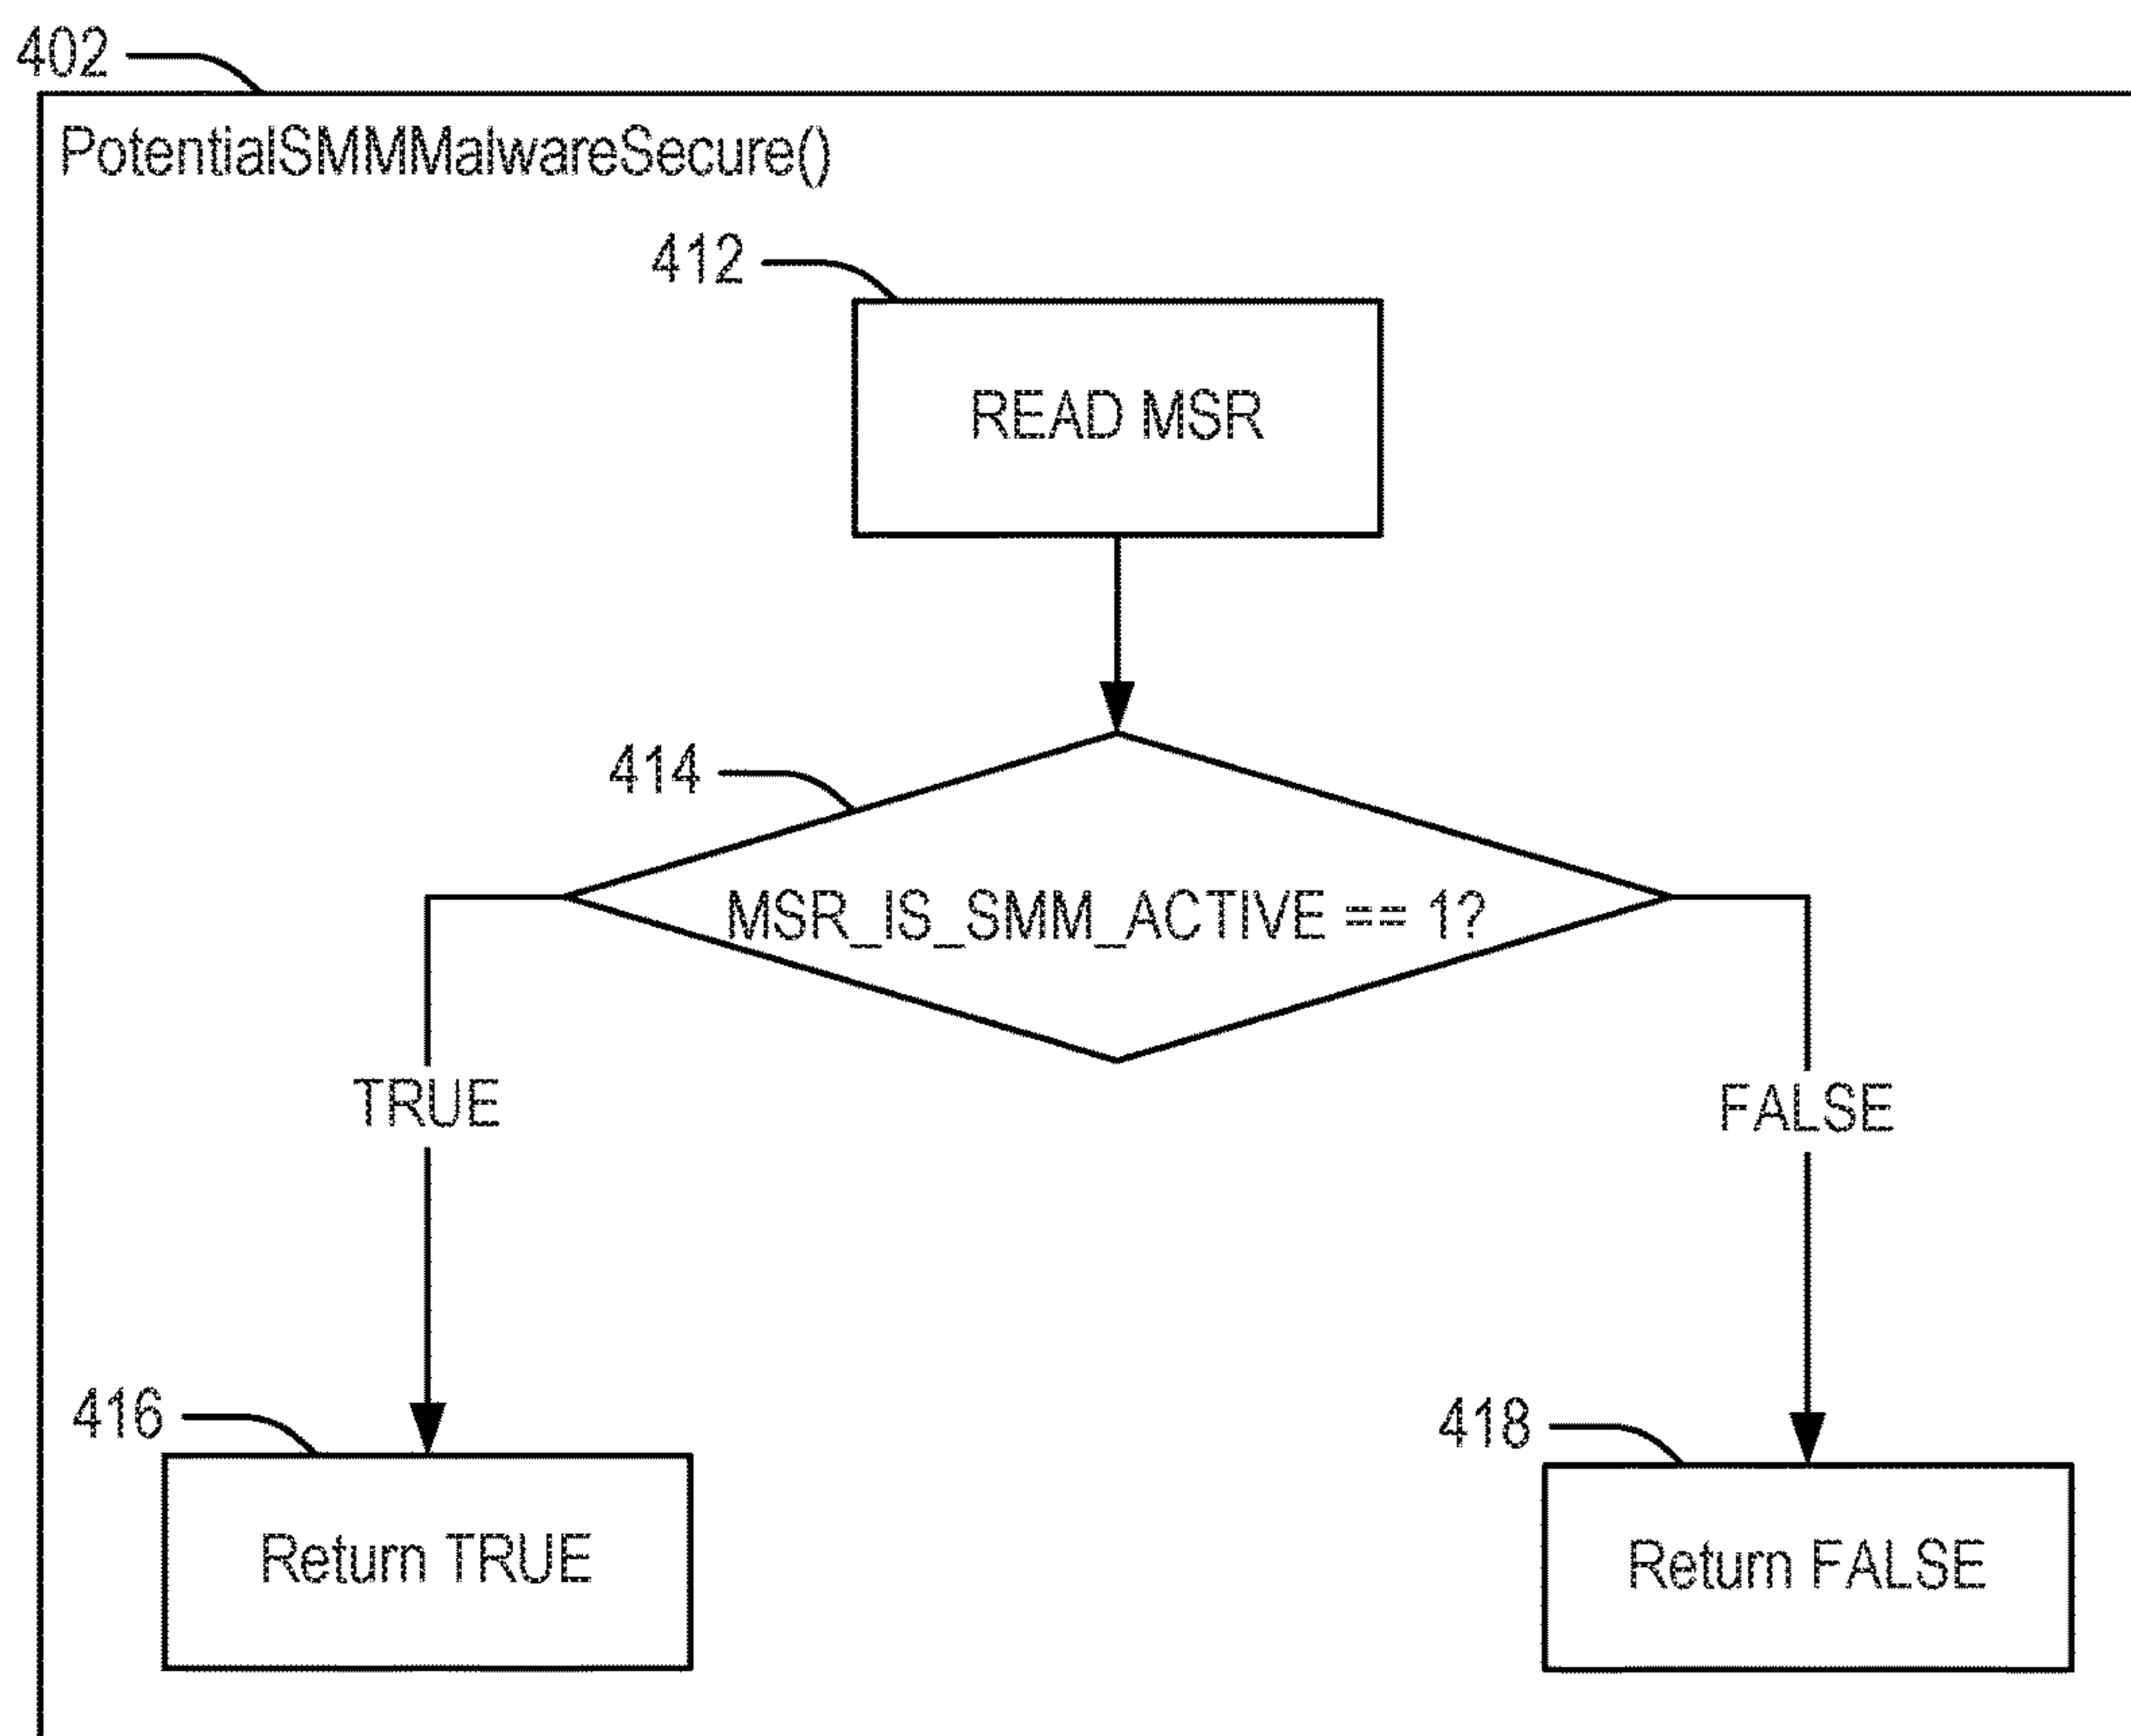 402
PotentialSMMMalwareSecure()
412
READ MSR
414
MSR_IS_SMM_ACTIVE == 1?
TRUE
FALSE
416
418
Return TRUE
Return FALSE